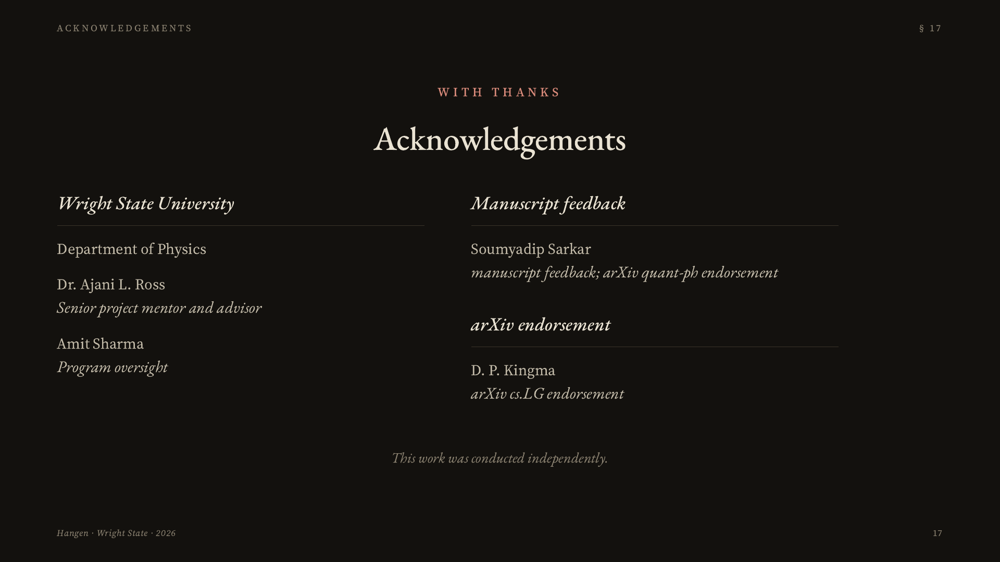 ACKNOWLEDGEMENTS
§ 17
WITH THANKS
Acknowledgements
Wright State University
Department of Physics
Dr. Ajani L. Ross
Senior project mentor and advisor
Amit Sharma
Program oversight
Manuscript feedback
Soumyadip Sarkar
manuscript feedback; arXiv quant-ph endorsement
arXiv endorsement
D. P. Kingma
arXiv cs.LG endorsement
This work was conducted independently.
Hangen · Wright State · 2026
17